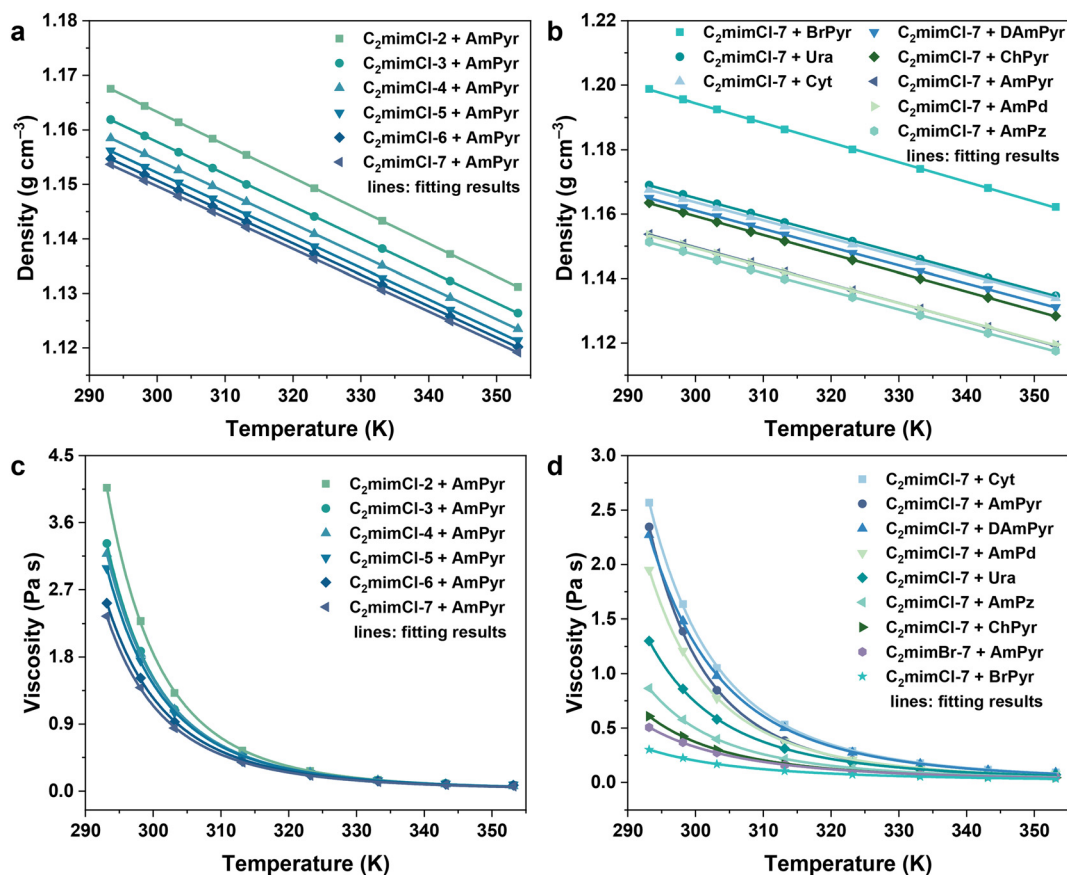 a
C₂mimCl-2 + AmPyr
C₂mimCl-3 + AmPyr
C₂mimCl-4 + AmPyr
C₂mimCl-5 + AmPyr
C₂mimCl-6 + AmPyr
C₂mimCl-7 + AmPyr
lines: fitting results
Density (g cm⁻³)
1.18
1.17
1.16
1.15
1.14
1.13
1.12
290 300 310 320 330 340 350
Temperature (K)
b
C₂mimCl-7 + BrPyr
C₂mimCl-7 + Ura
C₂mimCl-7 + Cyt
C₂mimCl-7 + DAmPyr
C₂mimCl-7 + ChPyr
C₂mimCl-7 + AmPyr
C₂mimCl-7 + AmPd
C₂mimCl-7 + AmPz
lines: fitting results
Density (g cm⁻³)
1.22
1.20
1.18
1.16
1.14
1.12
290 300 310 320 330 340 350
Temperature (K)
c
C₂mimCl-2 + AmPyr
C₂mimCl-3 + AmPyr
C₂mimCl-4 + AmPyr
C₂mimCl-5 + AmPyr
C₂mimCl-6 + AmPyr
C₂mimCl-7 + AmPyr
lines: fitting results
Viscosity (Pa s)
4.5
3.6
2.7
1.8
0.9
0.0
290 300 310 320 330 340 350
Temperature (K)
d
C₂mimCl-7 + Cyt
C₂mimCl-7 + AmPyr
C₂mimCl-7 + DAmPyr
C₂mimCl-7 + AmPd
C₂mimCl-7 + Ura
C₂mimCl-7 + AmPz
C₂mimCl-7 + ChPyr
C₂mimBr-7 + AmPyr
C₂mimCl-7 + BrPyr
lines: fitting results
Viscosity (Pa s)
3.0
2.5
2.0
1.5
1.0
0.5
0.0
290 300 310 320 330 340 350
Temperature (K)